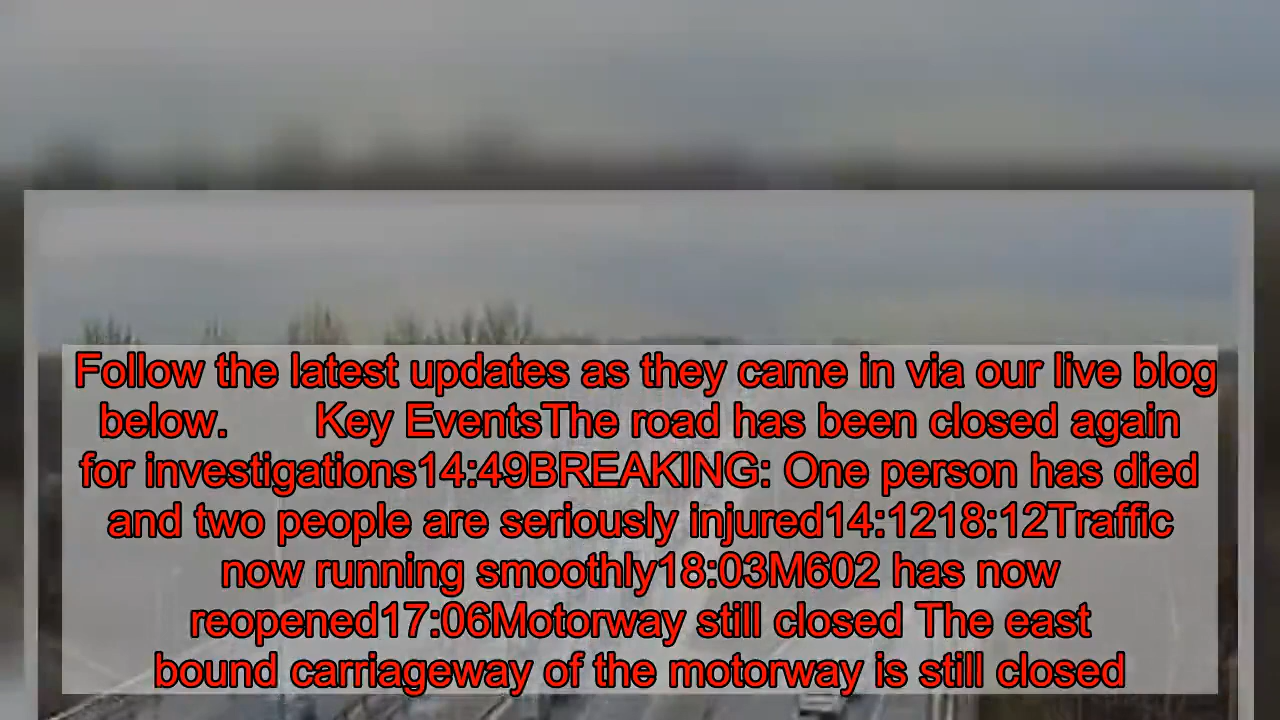 Follow the latest updates as they came in via our live blog
below. Key EventsThe road has been closed again
for investigations14:49BREAKING: One person has died
and two people are seriously injured14:1218:12Traffic
now running smoothly18:03M602 has now
reopened17:06Motorway still closed The east
bound carriageway of the motorway is still closed